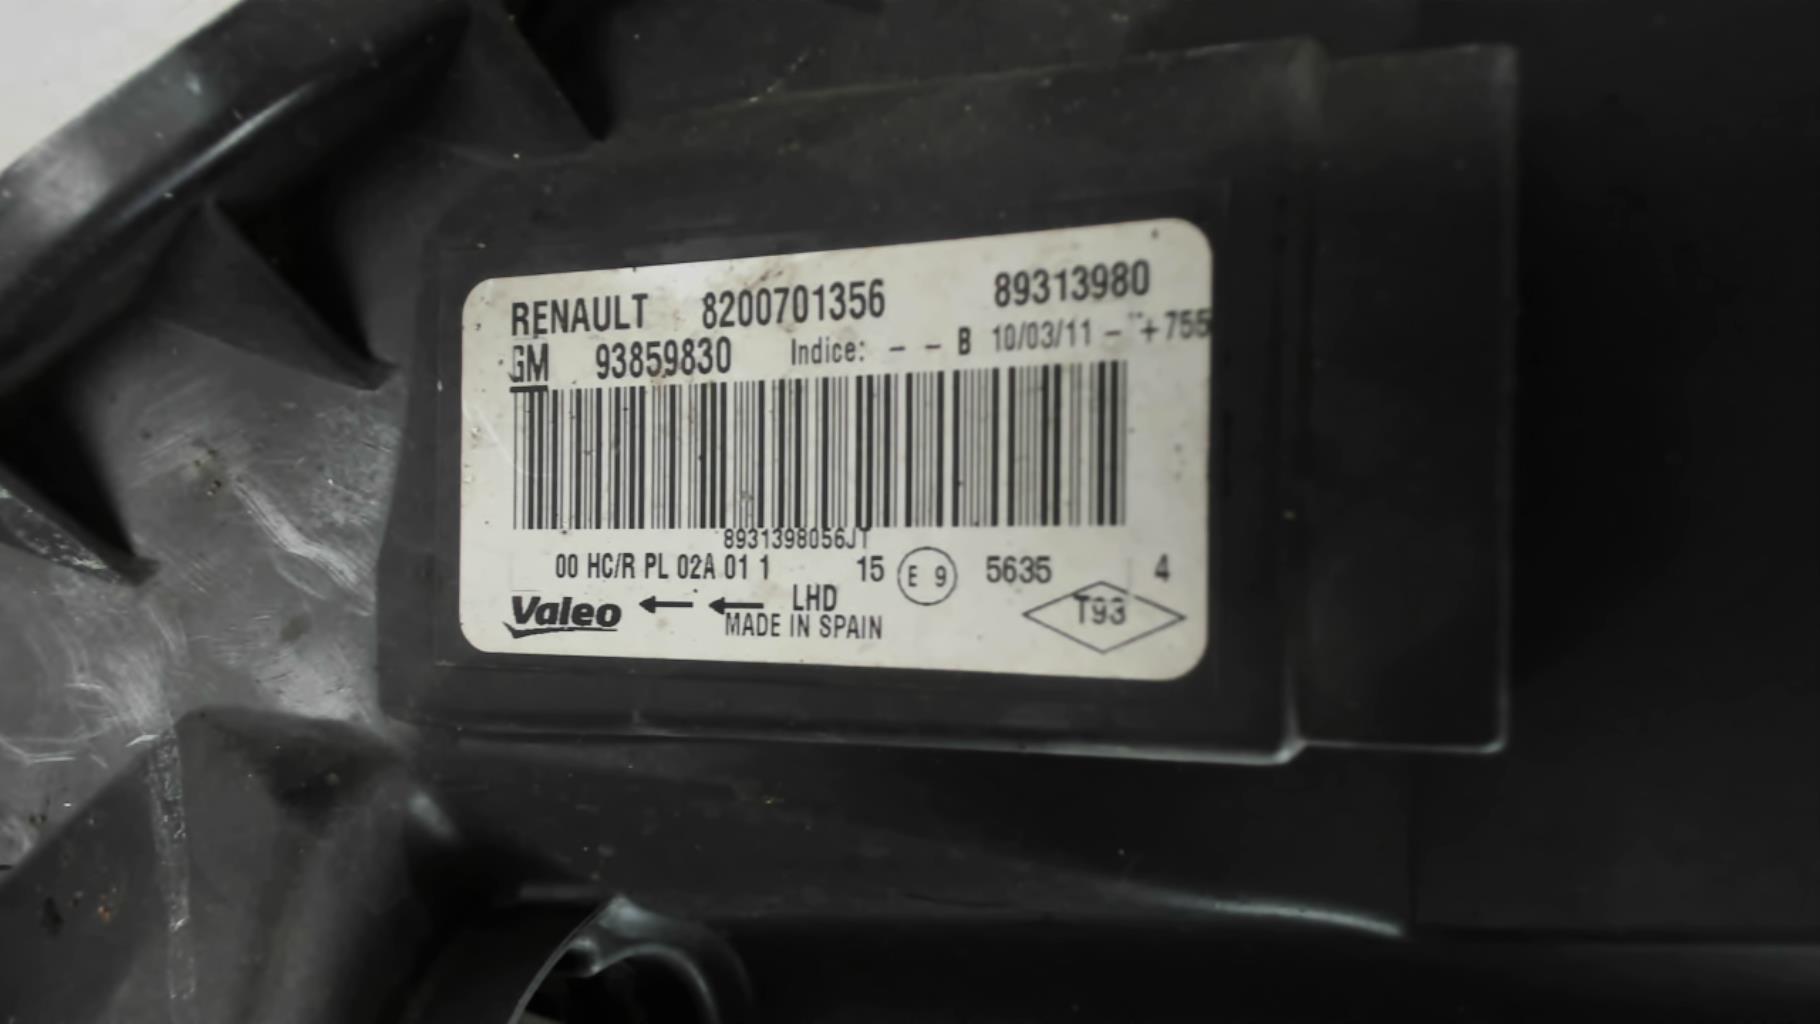 RENAULT 8200701356 89313980
GM 93859830 Indice: - - B 10/03/11 - "+755
8931398056JT
00 HC/R PL 02A 01 1 15 E 9 5635 4
Valeo ← ← LHD T93
MADE IN SPAIN